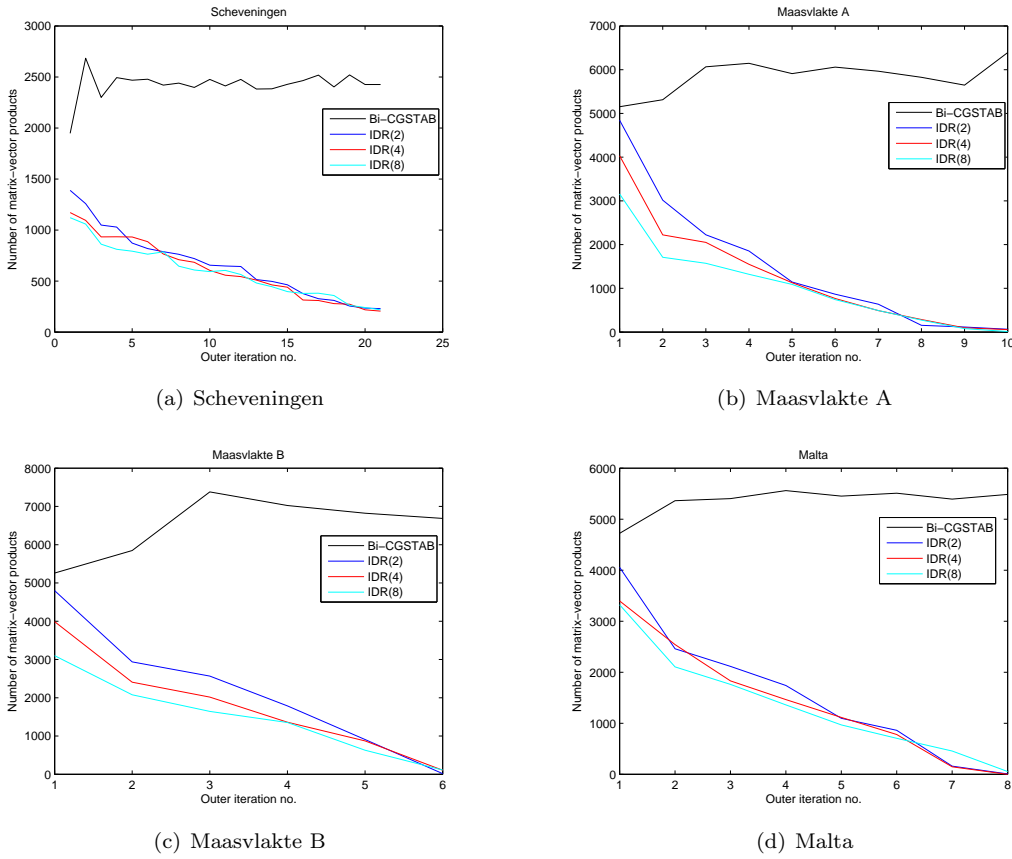 Scheveningen
3000
2500
2000
1500
1000
500
0
0 5 10 15 20 25
Number of matrix−vector products
Outer iteration no.
Bi−CGSTAB
IDR(2)
IDR(4)
IDR(8)
(a) Scheveningen
Maasvlakte A
7000
6000
5000
4000
3000
2000
1000
0
1 2 3 4 5 6 7 8 9 10
Number of matrix−vector products
Outer iteration no.
Bi−CGSTAB
IDR(2)
IDR(4)
IDR(8)
(b) Maasvlakte A
Maasvlakte B
8000
7000
6000
5000
4000
3000
2000
1000
0
1 2 3 4 5 6
Number of matrix−vector products
Outer iteration no.
Bi−CGSTAB
IDR(2)
IDR(4)
IDR(8)
(c) Maasvlakte B
Malta
6000
5000
4000
3000
2000
1000
0
1 2 3 4 5 6 7 8
Number of matrix−vector products
Outer iteration no.
Bi−CGSTAB
IDR(2)
IDR(4)
IDR(8)
(d) Malta